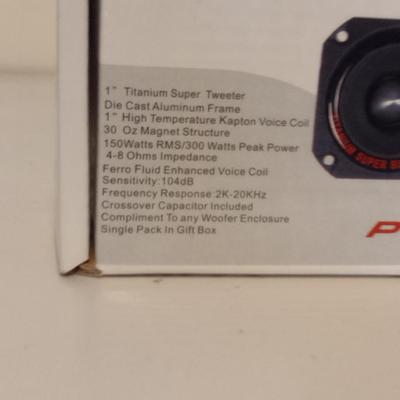 1" Titanium Super Tweeter
Die Cast Aluminum Frame
1" High Temperature Kapton Voice Coil
30 Oz Magnet Structure
150Watts RMS/300 Watts Peak Power
4-8 Ohms Impedance
Ferro Fluid Enhanced Voice Coil
Sensitivity:104dB
Frequency Response:2K-20KHz
Crossover Capacitor Included
Compliment To any Woofer Enclosure
Single Pack In Gift Box
TITANIUM SUPER
P